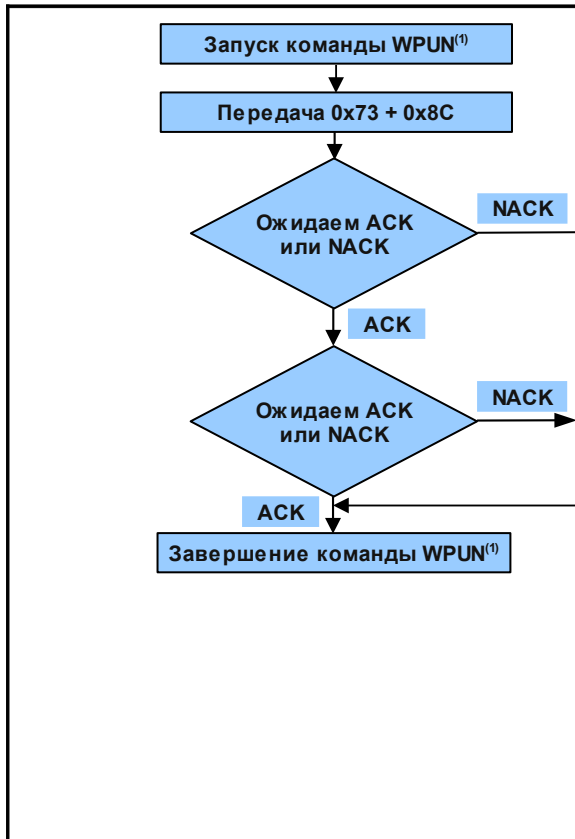 Запуск команды WPUN(1)
Передача 0x73 + 0x8C
Ожидаем ACK
или NACK
NACK
ACK
Ожидаем ACK
или NACK
NACK
ACK
Завершение команды WPUN(1)